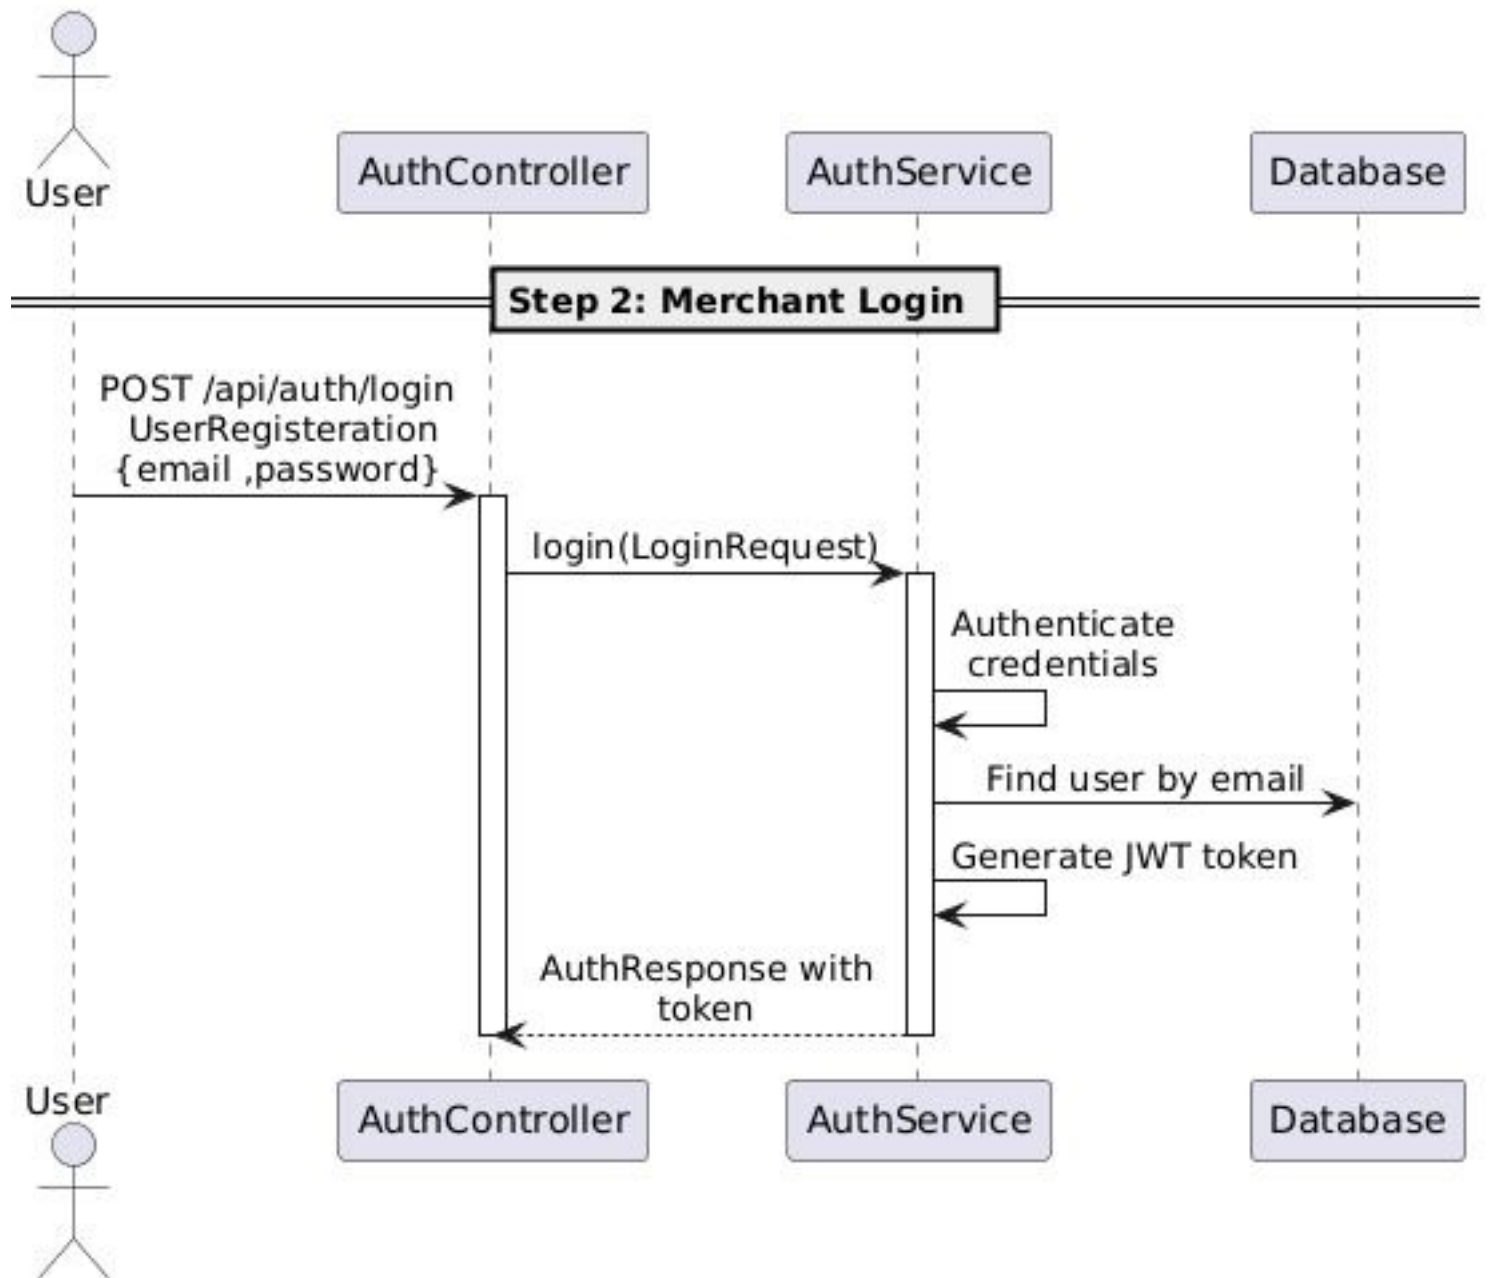 User
AuthController
AuthService
Database
Step 2: Merchant Login
POST /api/auth/login
UserRegisteration
{email ,password}
login(LoginRequest)
Authenticate
credentials
Find user by email
Generate JWT token
AuthResponse with
token
User
AuthController
AuthService
Database